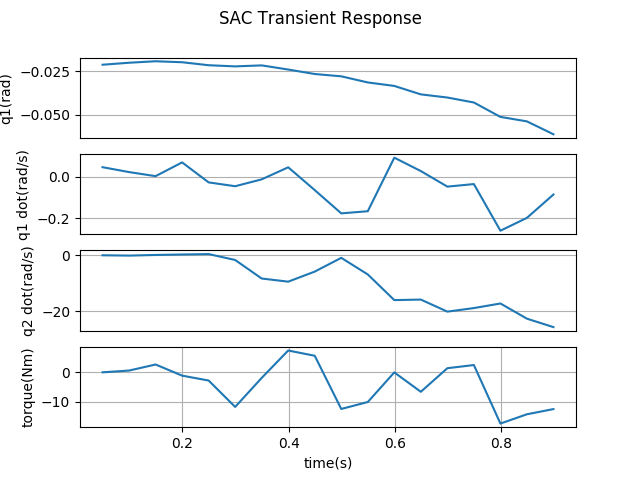 SAC Transient Response
q1(rad)
−0.025
−0.050
q1 dot(rad/s)
0.0
−0.2
q2 dot(rad/s)
0
−20
torque(Nm)
0
−10
0.2 0.4 0.6 0.8
time(s)